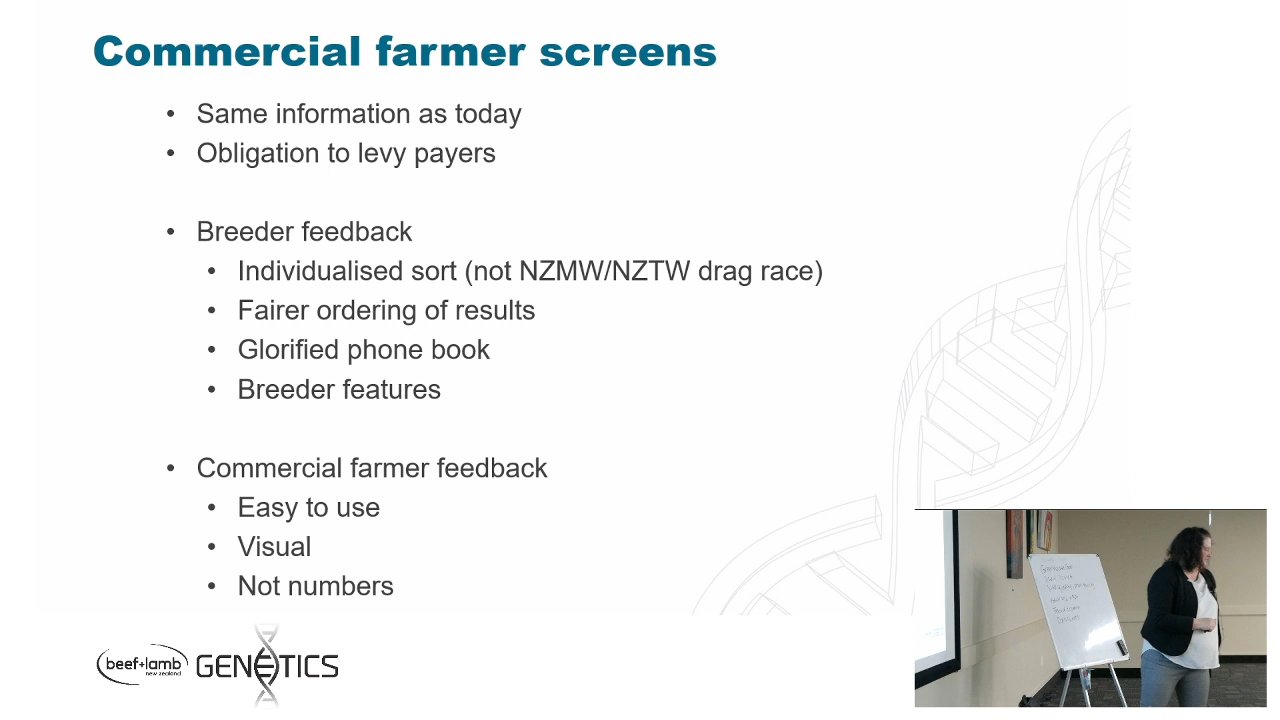 Commercial farmer screens
• Same information as today
• Obligation to levy payers
• Breeder feedback
• Individualised sort (not NZMW/NZTW drag race)
• Fairer ordering of results
• Glorified phone book
• Breeder features
• Commercial farmer feedback
• Easy to use
• Visual
• Not numbers
beef+lamb
new zealand
GENETICS